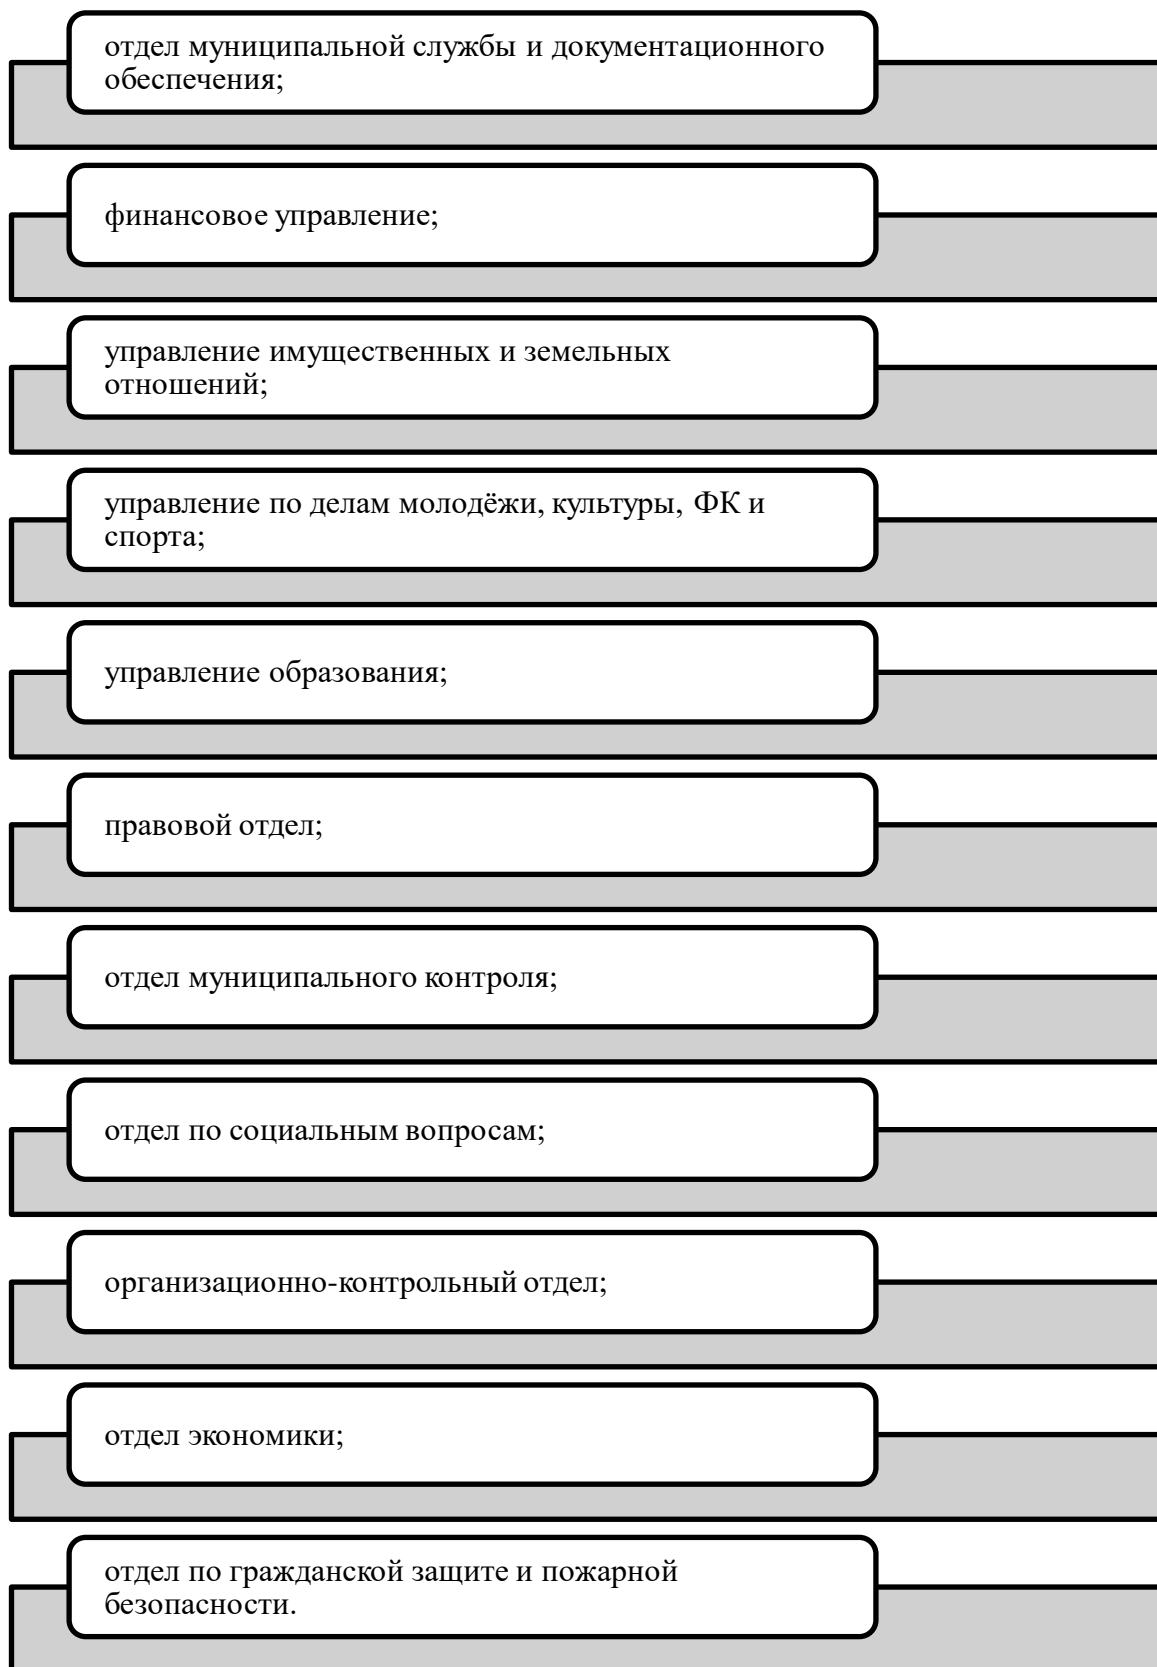 отдел муниципальной службы и документационного
обеспечения;
финансовое управление;
управление имущественных и земельных
отношений;
управление по делам молодёжи, культуры, ФК и
спорта;
управление образования;
правовой отдел;
отдел муниципального контроля;
отдел по социальным вопросам;
организационно-контрольный отдел;
отдел экономики;
отдел по гражданской защите и пожарной
безопасности.